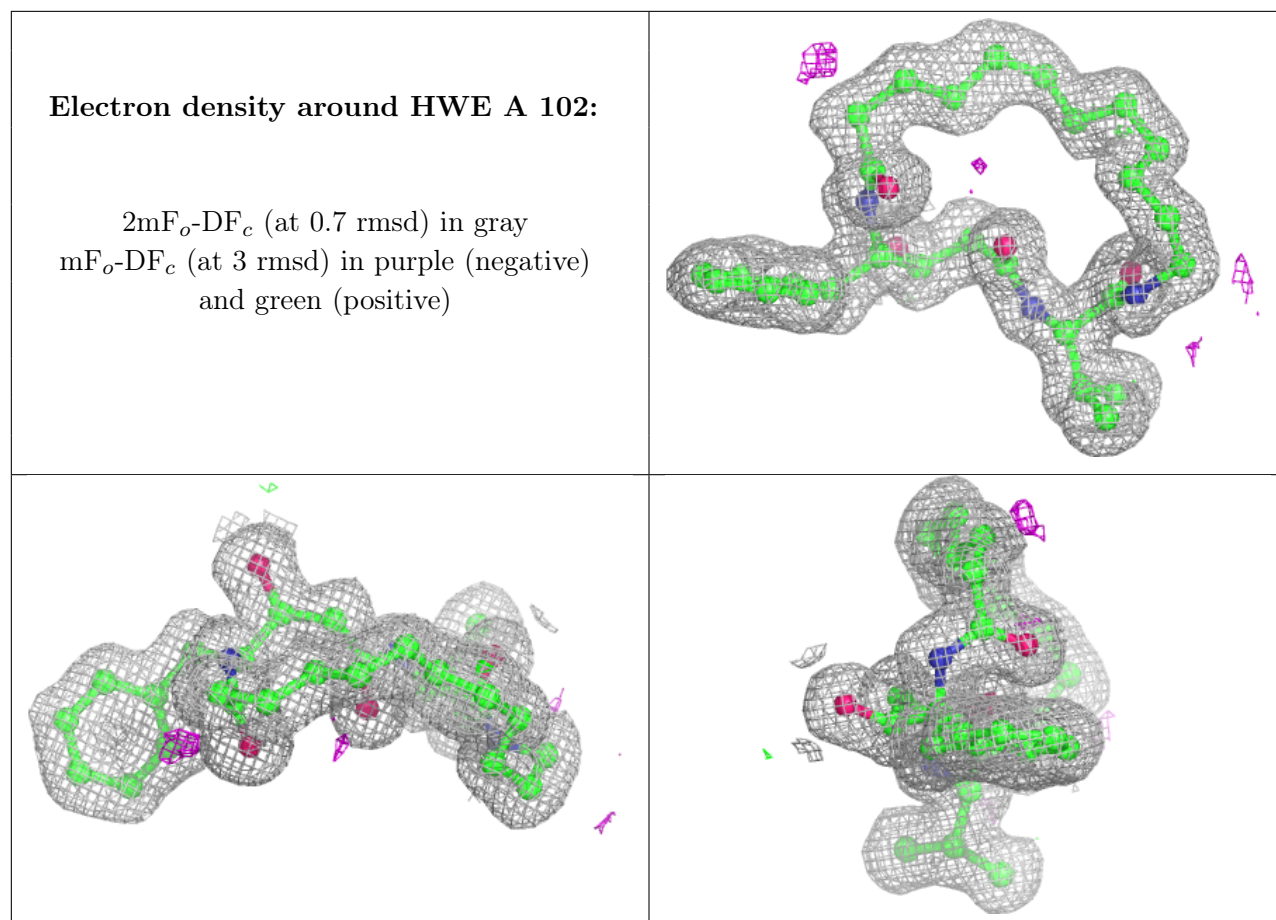 Electron density around HWE A 102:
2mFo-DFc (at 0.7 rmsd) in gray
mFo-DFc (at 3 rmsd) in purple (negative)
and green (positive)